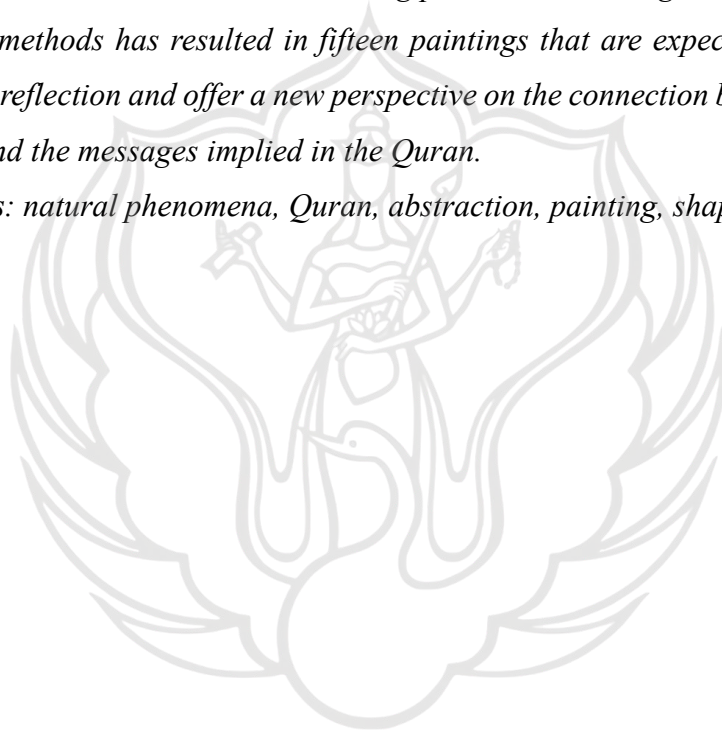 methods has resulted in fifteen paintings that are expec
reflection and offer a new perspective on the connection b
nd the messages implied in the Quran.
s: natural phenomena, Quran, abstraction, painting, shap